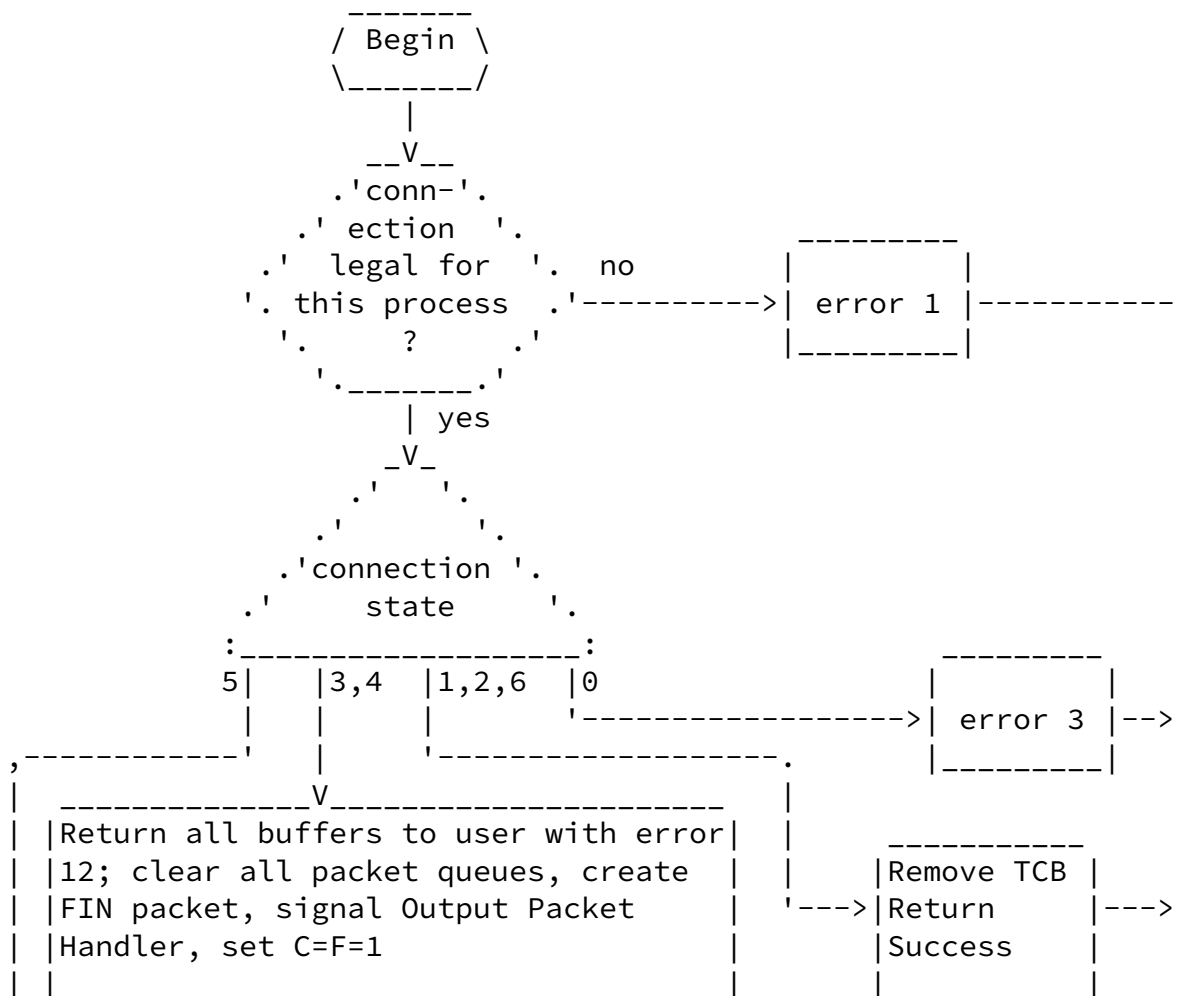 Begin
conn-
ection
legal for no
this process error 1
?
yes
connection
state
5 3,4 1,2,6 0
error 3
Return all buffers to user with error
12; clear all packet queues, create Remove TCB
FIN packet, signal Output Packet Return
Handler, set C=F=1 Success